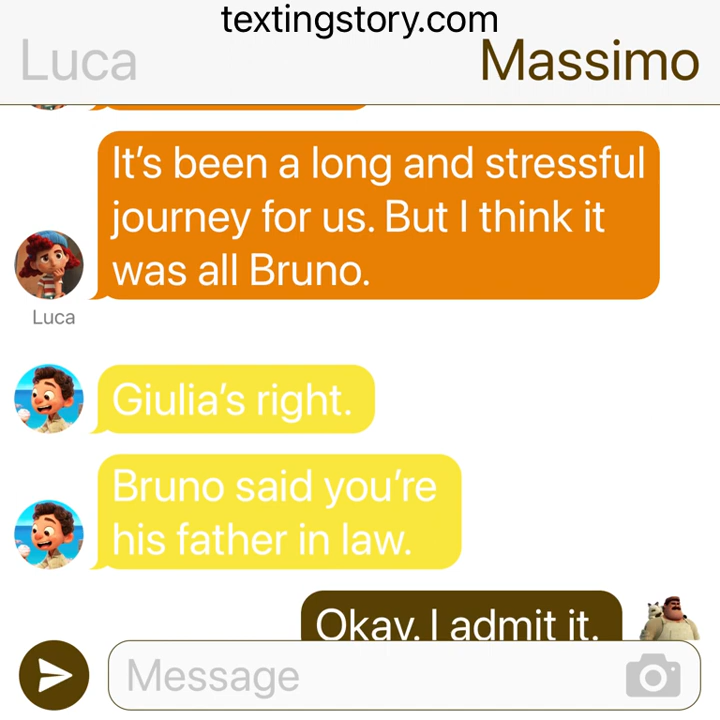 textingstory.com
Luca
Massimo
It’s been a long and stressful
journey for us. But I think it
was all Bruno.
Luca
Giulia’s right.
Bruno said you’re
his father in law.
Okay. I admit it.
Message